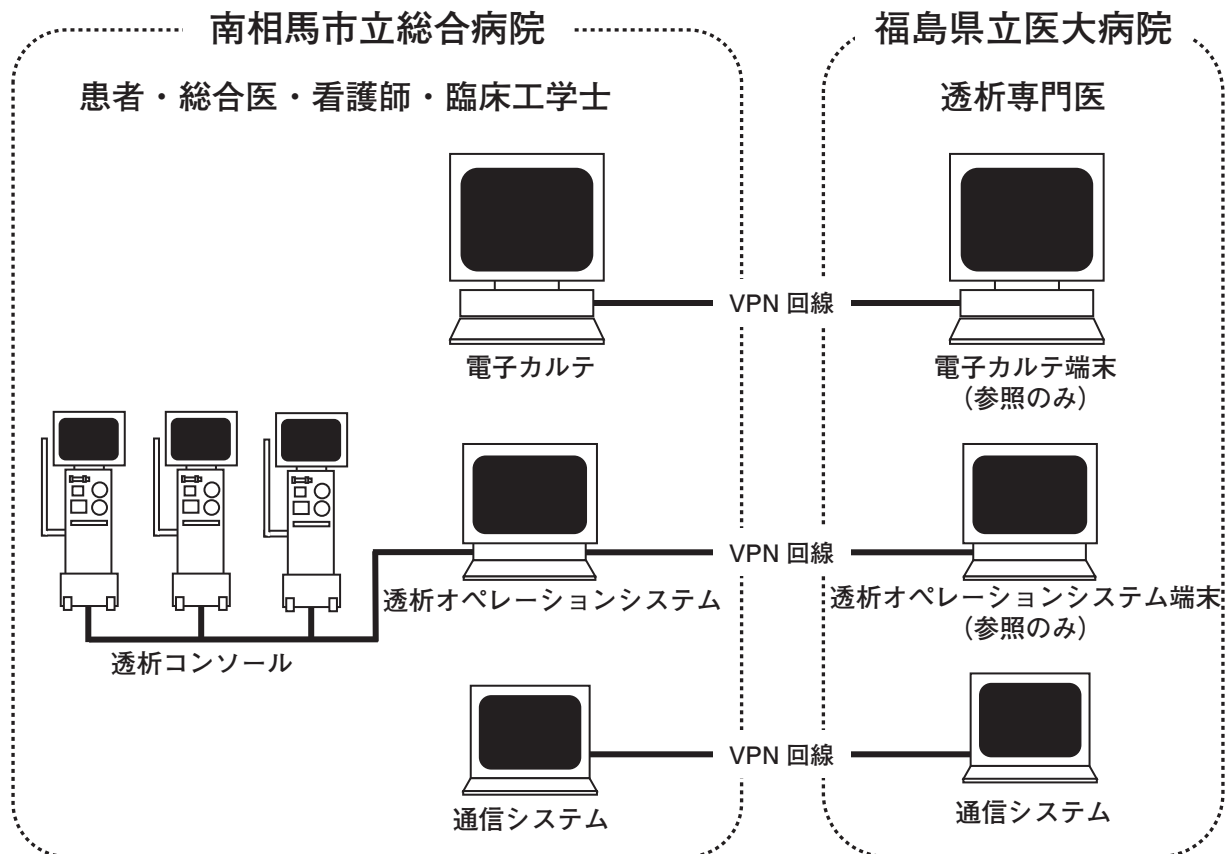 南相馬市立総合病院
福島県立医大病院
患者・総合医・看護師・臨床工学士
透析専門医
VPN 回線
電子カルテ
電子カルテ端末
（参照のみ）
VPN 回線
透析オペレーションシステム
透析オペレーションシステム端末
（参照のみ）
透析コンソール
VPN 回線
通信システム
通信システム